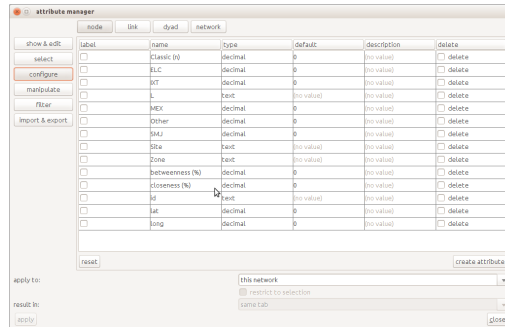 attribute manager
node link dyad network
show & edit
select
configure
manipulate
filter
import & export
label name type default description delete
Classic (n) decimal 0 (no value) delete
ELC decimal 0 (no value) delete
IXT decimal 0 (no value) delete
L text (no value) (no value) delete
MEX decimal 0 (no value) delete
Other decimal 0 (no value) delete
SMJ decimal 0 (no value) delete
Site text (no value) (no value) delete
Zone text (no value) (no value) delete
betweenness (%) decimal 0 (no value) delete
closeness (%) decimal 0 (no value) delete
id text (no value) (no value) delete
lat decimal 0 (no value) delete
long decimal 0 (no value) delete
reset create attribute
apply to: this network
restrict to selection
result in: same tab
apply close